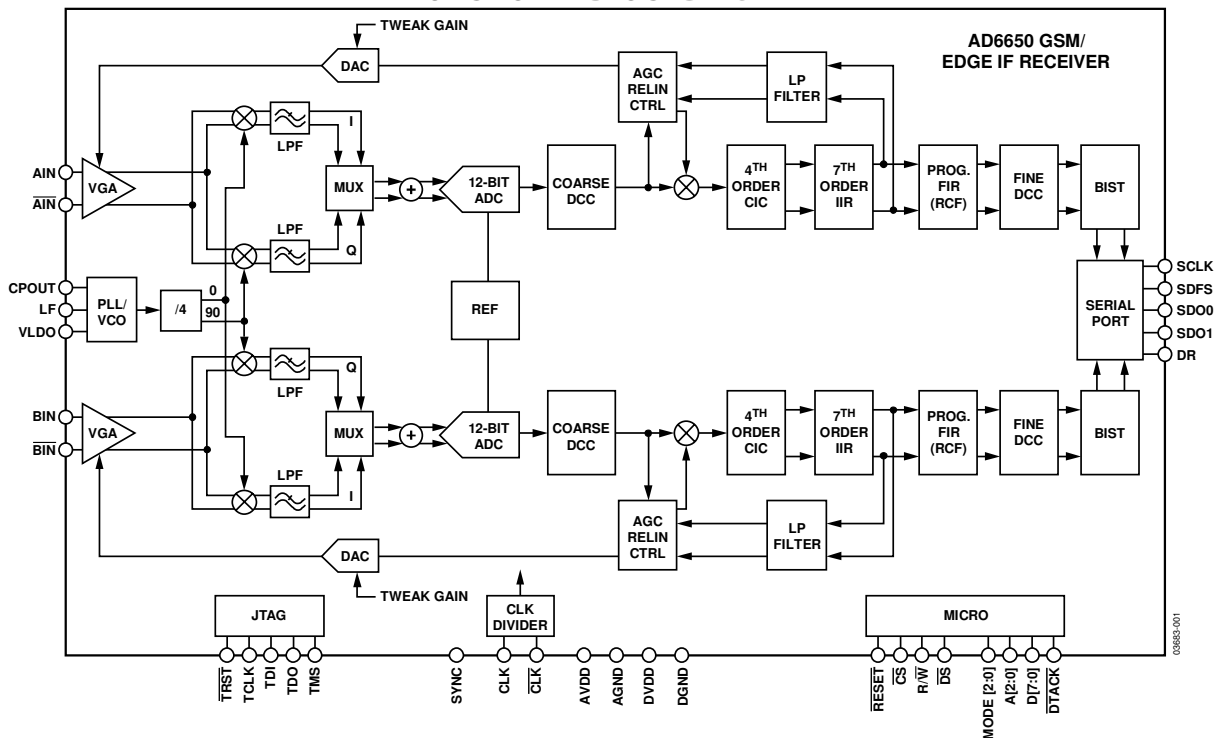 TWEAK GAIN
AD6650 GSM/
EDGE IF RECEIVER
DAC
AGC
RELIN
CTRL
LP
FILTER
LPF
I
AIN
AIN
VGA
MUX
+
12-BIT
ADC
COARSE
DCC
4TH
ORDER
CIC
7TH
ORDER
IIR
PROG.
FIR
(RCF)
FINE
DCC
BIST
LPF
Q
CPOUT
LF
VLDO
PLL/
VCO
/4
0
90
REF
SERIAL
PORT
SCLK
SDFS
SDO0
SDO1
DR
LPF
Q
BIN
BIN
VGA
MUX
+
12-BIT
ADC
COARSE
DCC
4TH
ORDER
CIC
7TH
ORDER
IIR
PROG.
FIR
(RCF)
FINE
DCC
BIST
LPF
I
DAC
AGC
RELIN
CTRL
LP
FILTER
TWEAK GAIN
JTAG
CLK
DIVIDER
MICRO
TRST
TCLK
TDI
TDO
TMS
SYNC
CLK
CLK
AVDD
AGND
DVDD
DGND
RESET
CS
R/W
DS
MODE [2:0]
A[2:0]
D[7:0]
DTACK
03683-001